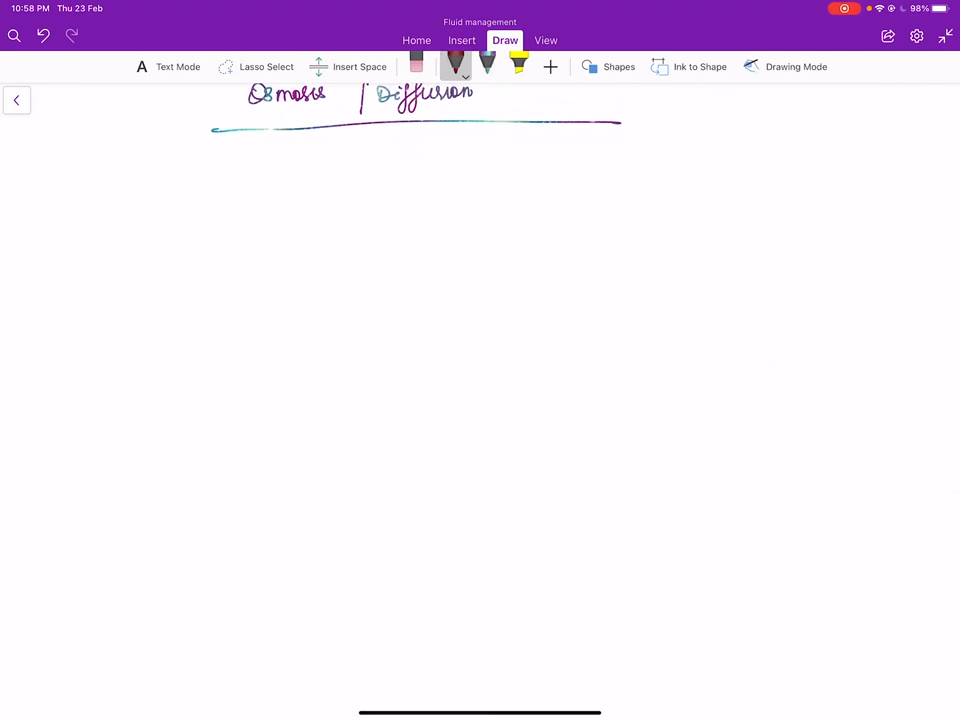 10:58 PM Thu 23 Feb
98%
Fluid management
Home Insert Draw View
A Text Mode Lasso Select Insert Space Shapes Ink to Shape Drawing Mode
Osmosis | Diffusion